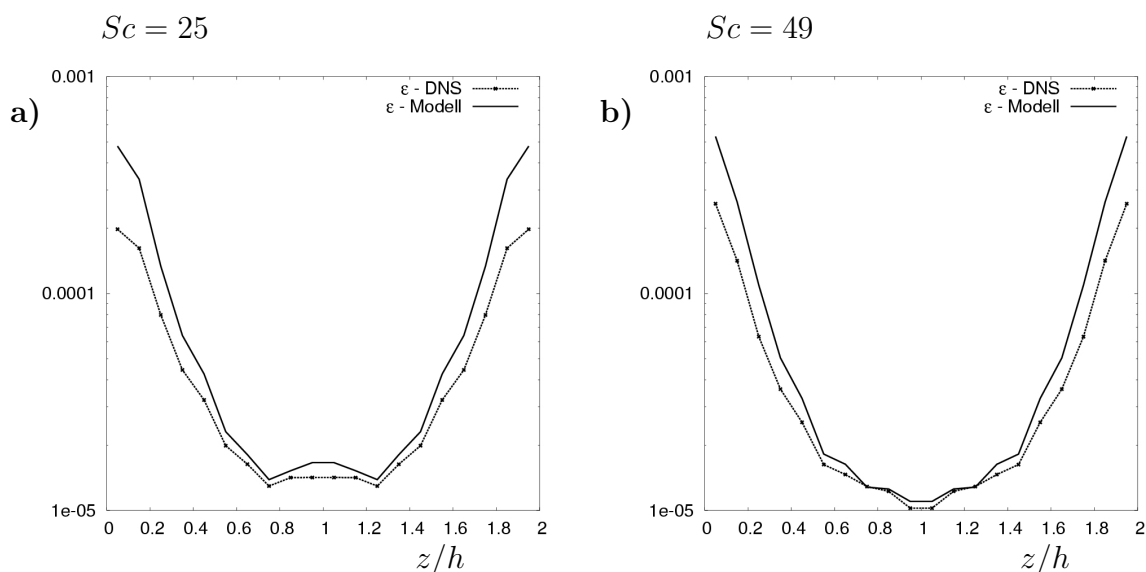 Sc = 25
Sc = 49
a)
0.001
0.0001
1e-05
ε - DNS
ε - Modell
0 0.2 0.4 0.6 0.8 1 1.2 1.4 1.6 1.8 2
z/h
b)
0.001
0.0001
1e-05
ε - DNS
ε - Modell
0 0.2 0.4 0.6 0.8 1 1.2 1.4 1.6 1.8 2
z/h